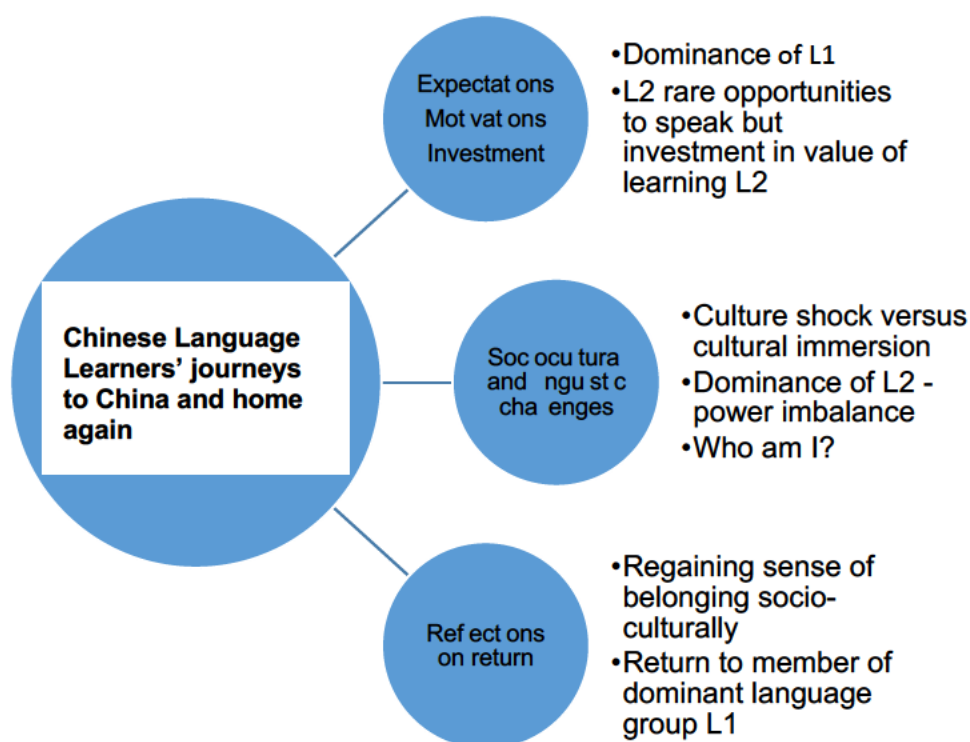 Expectat ons
Mot vat ons
Investment
•Dominance of L1
•L2 rare opportunities
to speak but
investment in value of
learning L2
Chinese Language
Learners’ journeys
to China and home
again
Soc ocu tura
and ngu st c
cha enges
•Culture shock versus
cultural immersion
•Dominance of L2 -
power imbalance
•Who am I?
Ref ect ons
on return
•Regaining sense of
belonging socio-
culturally
•Return to member of
dominant language
group L1